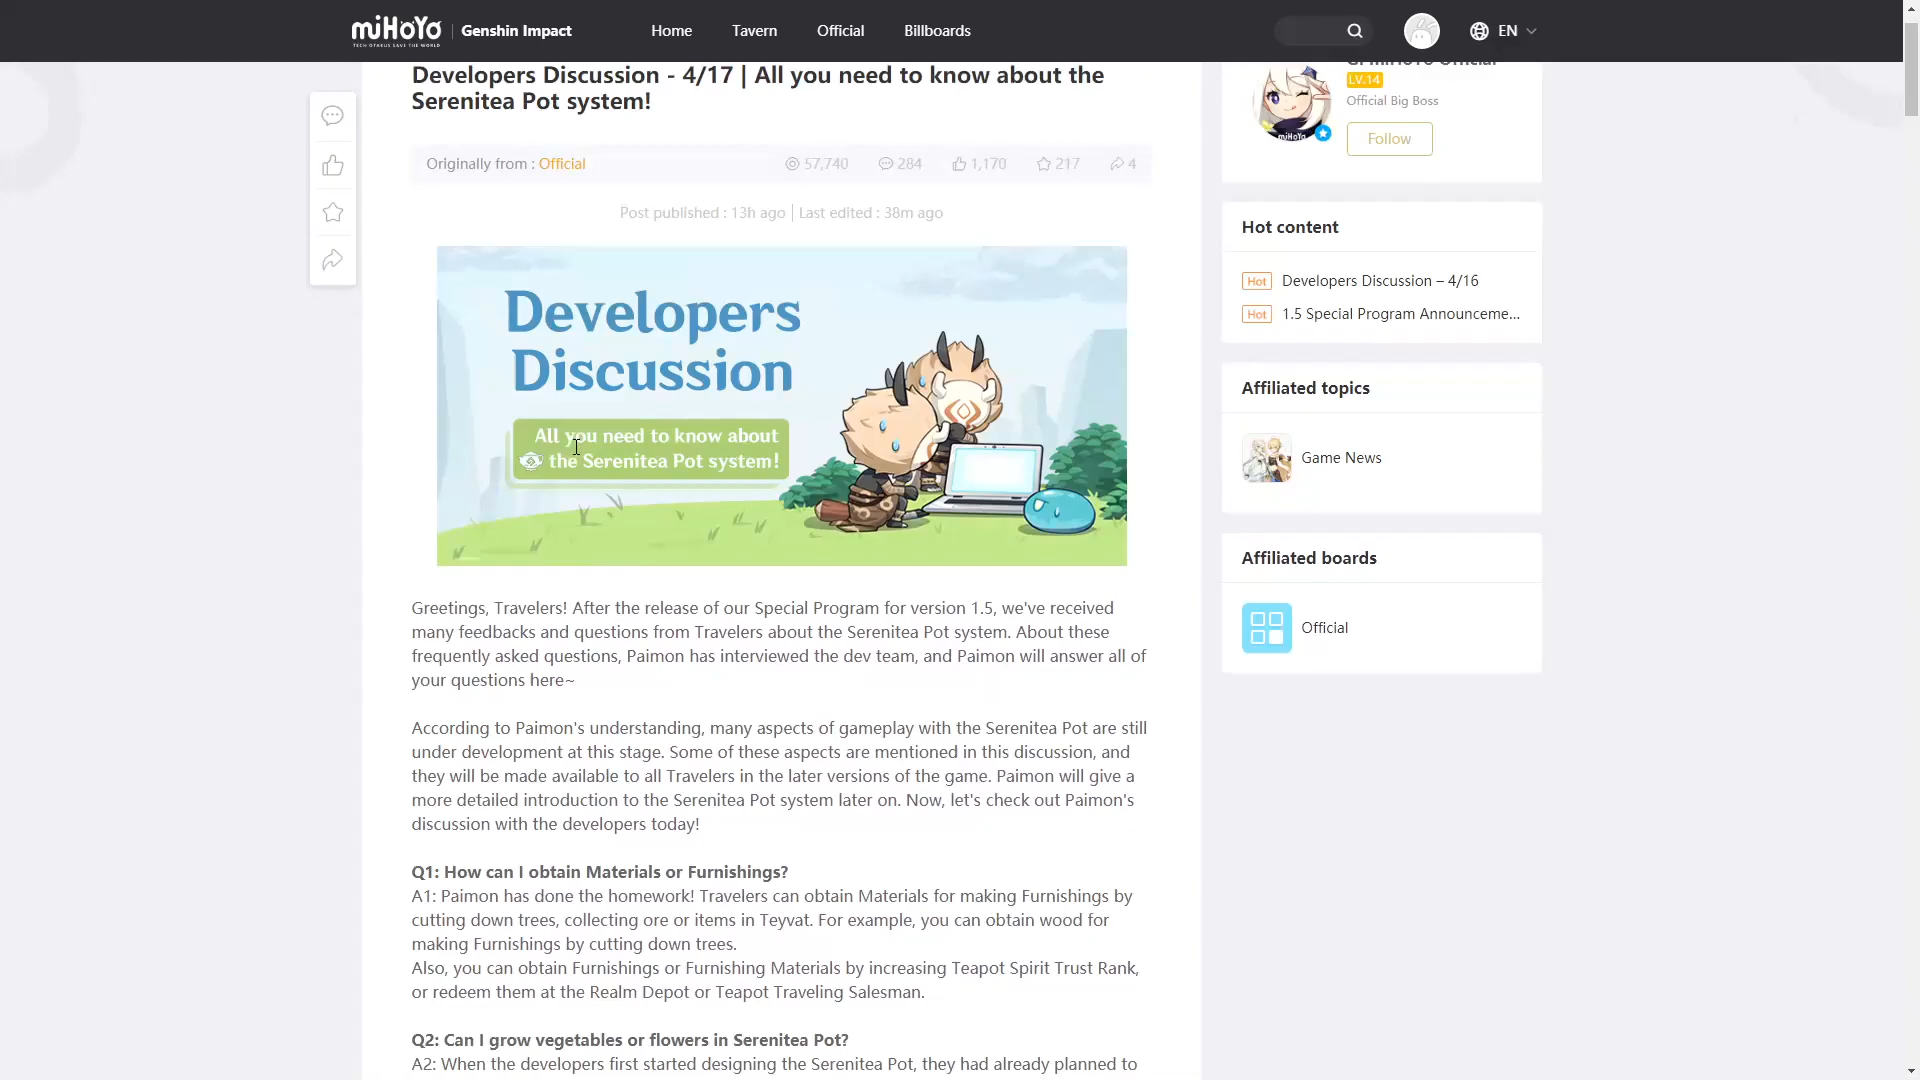 miHoYo
TECH OTAKUS SAVE THE WORLD
Genshin Impact
Home
Tavern
Official
Billboards
EN
Developers Discussion - 4/17 | All you need to know about the
Serenitea Pot system!
Originally from : Official
57,740
284
1,170
217
4
Post published : 13h ago | Last edited : 38m ago
Developers
Discussion
All you need to know about
the Serenitea Pot system!
Greetings, Travelers! After the release of our Special Program for version 1.5, we've received
many feedbacks and questions from Travelers about the Serenitea Pot system. About these
frequently asked questions, Paimon has interviewed the dev team, and Paimon will answer all of
your questions here~
According to Paimon's understanding, many aspects of gameplay with the Serenitea Pot are still
under development at this stage. Some of these aspects are mentioned in this discussion, and
they will be made available to all Travelers in the later versions of the game. Paimon will give a
more detailed introduction to the Serenitea Pot system later on. Now, let's check out Paimon's
discussion with the developers today!
Q1: How can I obtain Materials or Furnishings?
A1: Paimon has done the homework! Travelers can obtain Materials for making Furnishings by
cutting down trees, collecting ore or items in Teyvat. For example, you can obtain wood for
making Furnishings by cutting down trees.
Also, you can obtain Furnishings or Furnishing Materials by increasing Teapot Spirit Trust Rank,
or redeem them at the Realm Depot or Teapot Traveling Salesman.
Q2: Can I grow vegetables or flowers in Serenitea Pot?
A2: When the developers first started designing the Serenitea Pot, they had already planned to
LV.14
Official Big Boss
miHoYo
Follow
Hot content
Hot Developers Discussion – 4/16
Hot 1.5 Special Program Announceme...
Affiliated topics
Game News
Affiliated boards
Official